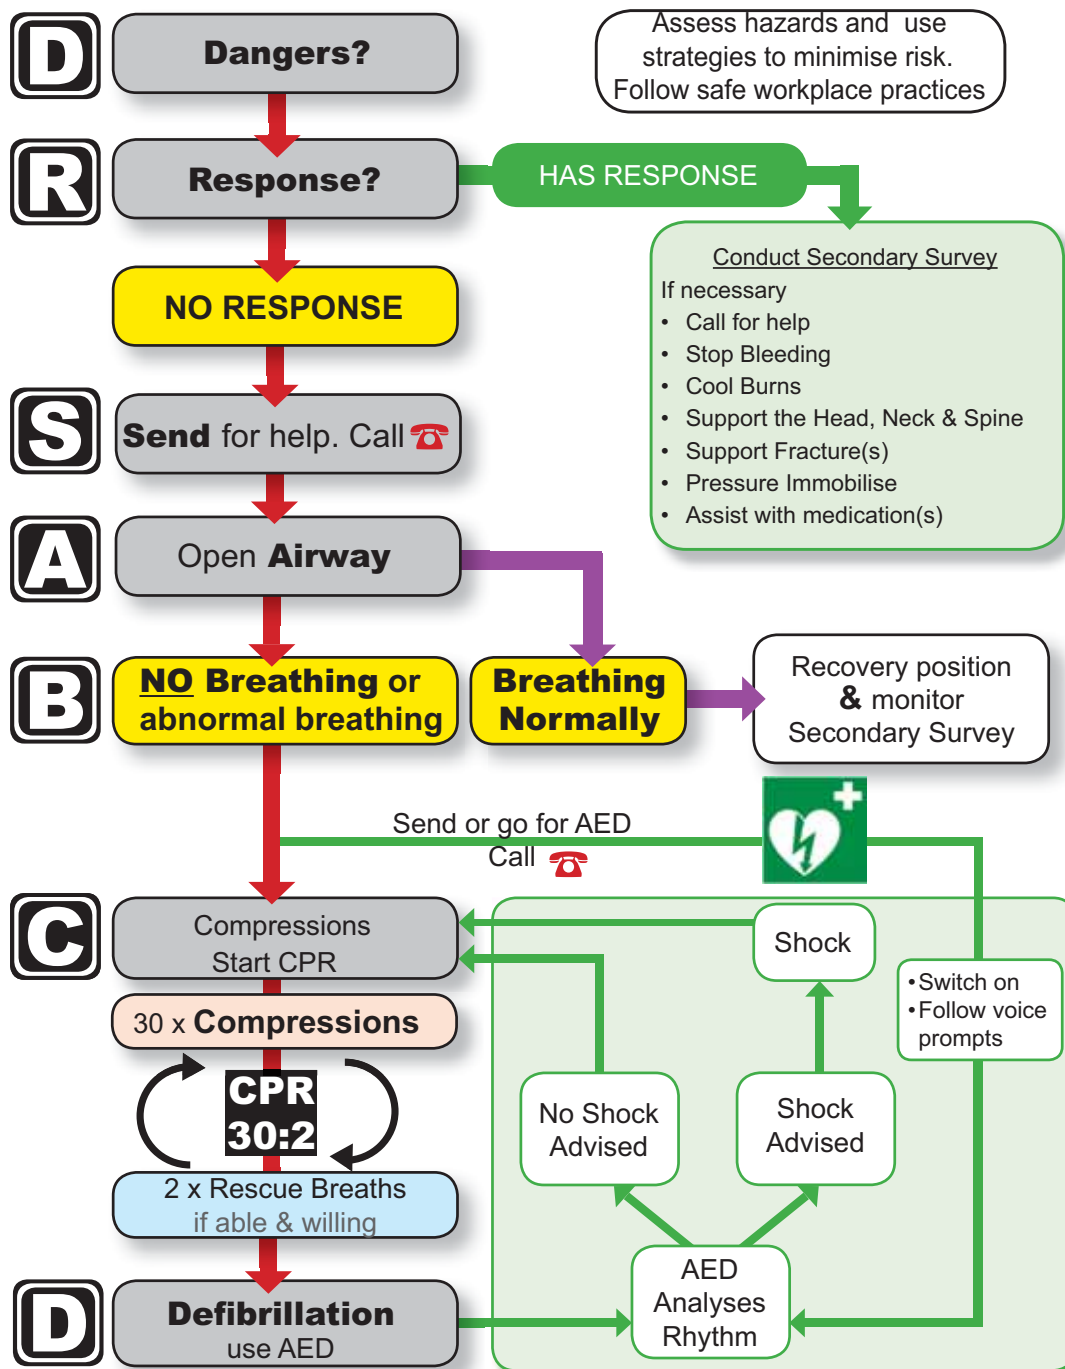 D
Dangers?
Assess hazards and use
strategies to minimise risk.
Follow safe workplace practices
R
Response?
HAS RESPONSE
Conduct Secondary Survey
If necessary
• Call for help
• Stop Bleeding
• Cool Burns
• Support the Head, Neck & Spine
• Support Fracture(s)
• Pressure Immobilise
• Assist with medication(s)
NO RESPONSE
S
Send for help. Call
A
Open Airway
B
NO Breathing or
abnormal breathing
Breathing
Normally
Recovery position
& monitor
Secondary Survey
Send or go for AED
Call
C
Compressions
Start CPR
30 x Compressions
CPR
30:2
2 x Rescue Breaths
if able & willing
D
Defibrillation
use AED
AED
Analyses
Rhythm
No Shock
Advised
Shock
Advised
Shock
• Switch on
• Follow voice
prompts